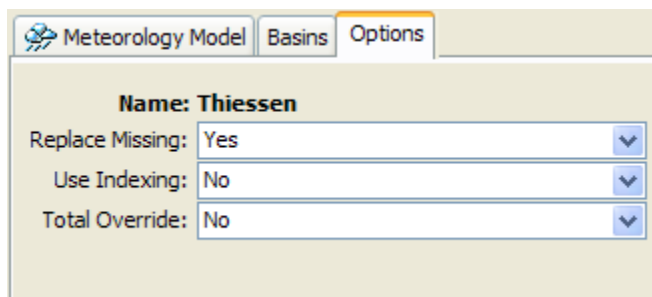 Meteorology Model Basins Options
Name: Thiessen
Replace Missing: Yes
Use Indexing: No
Total Override: No